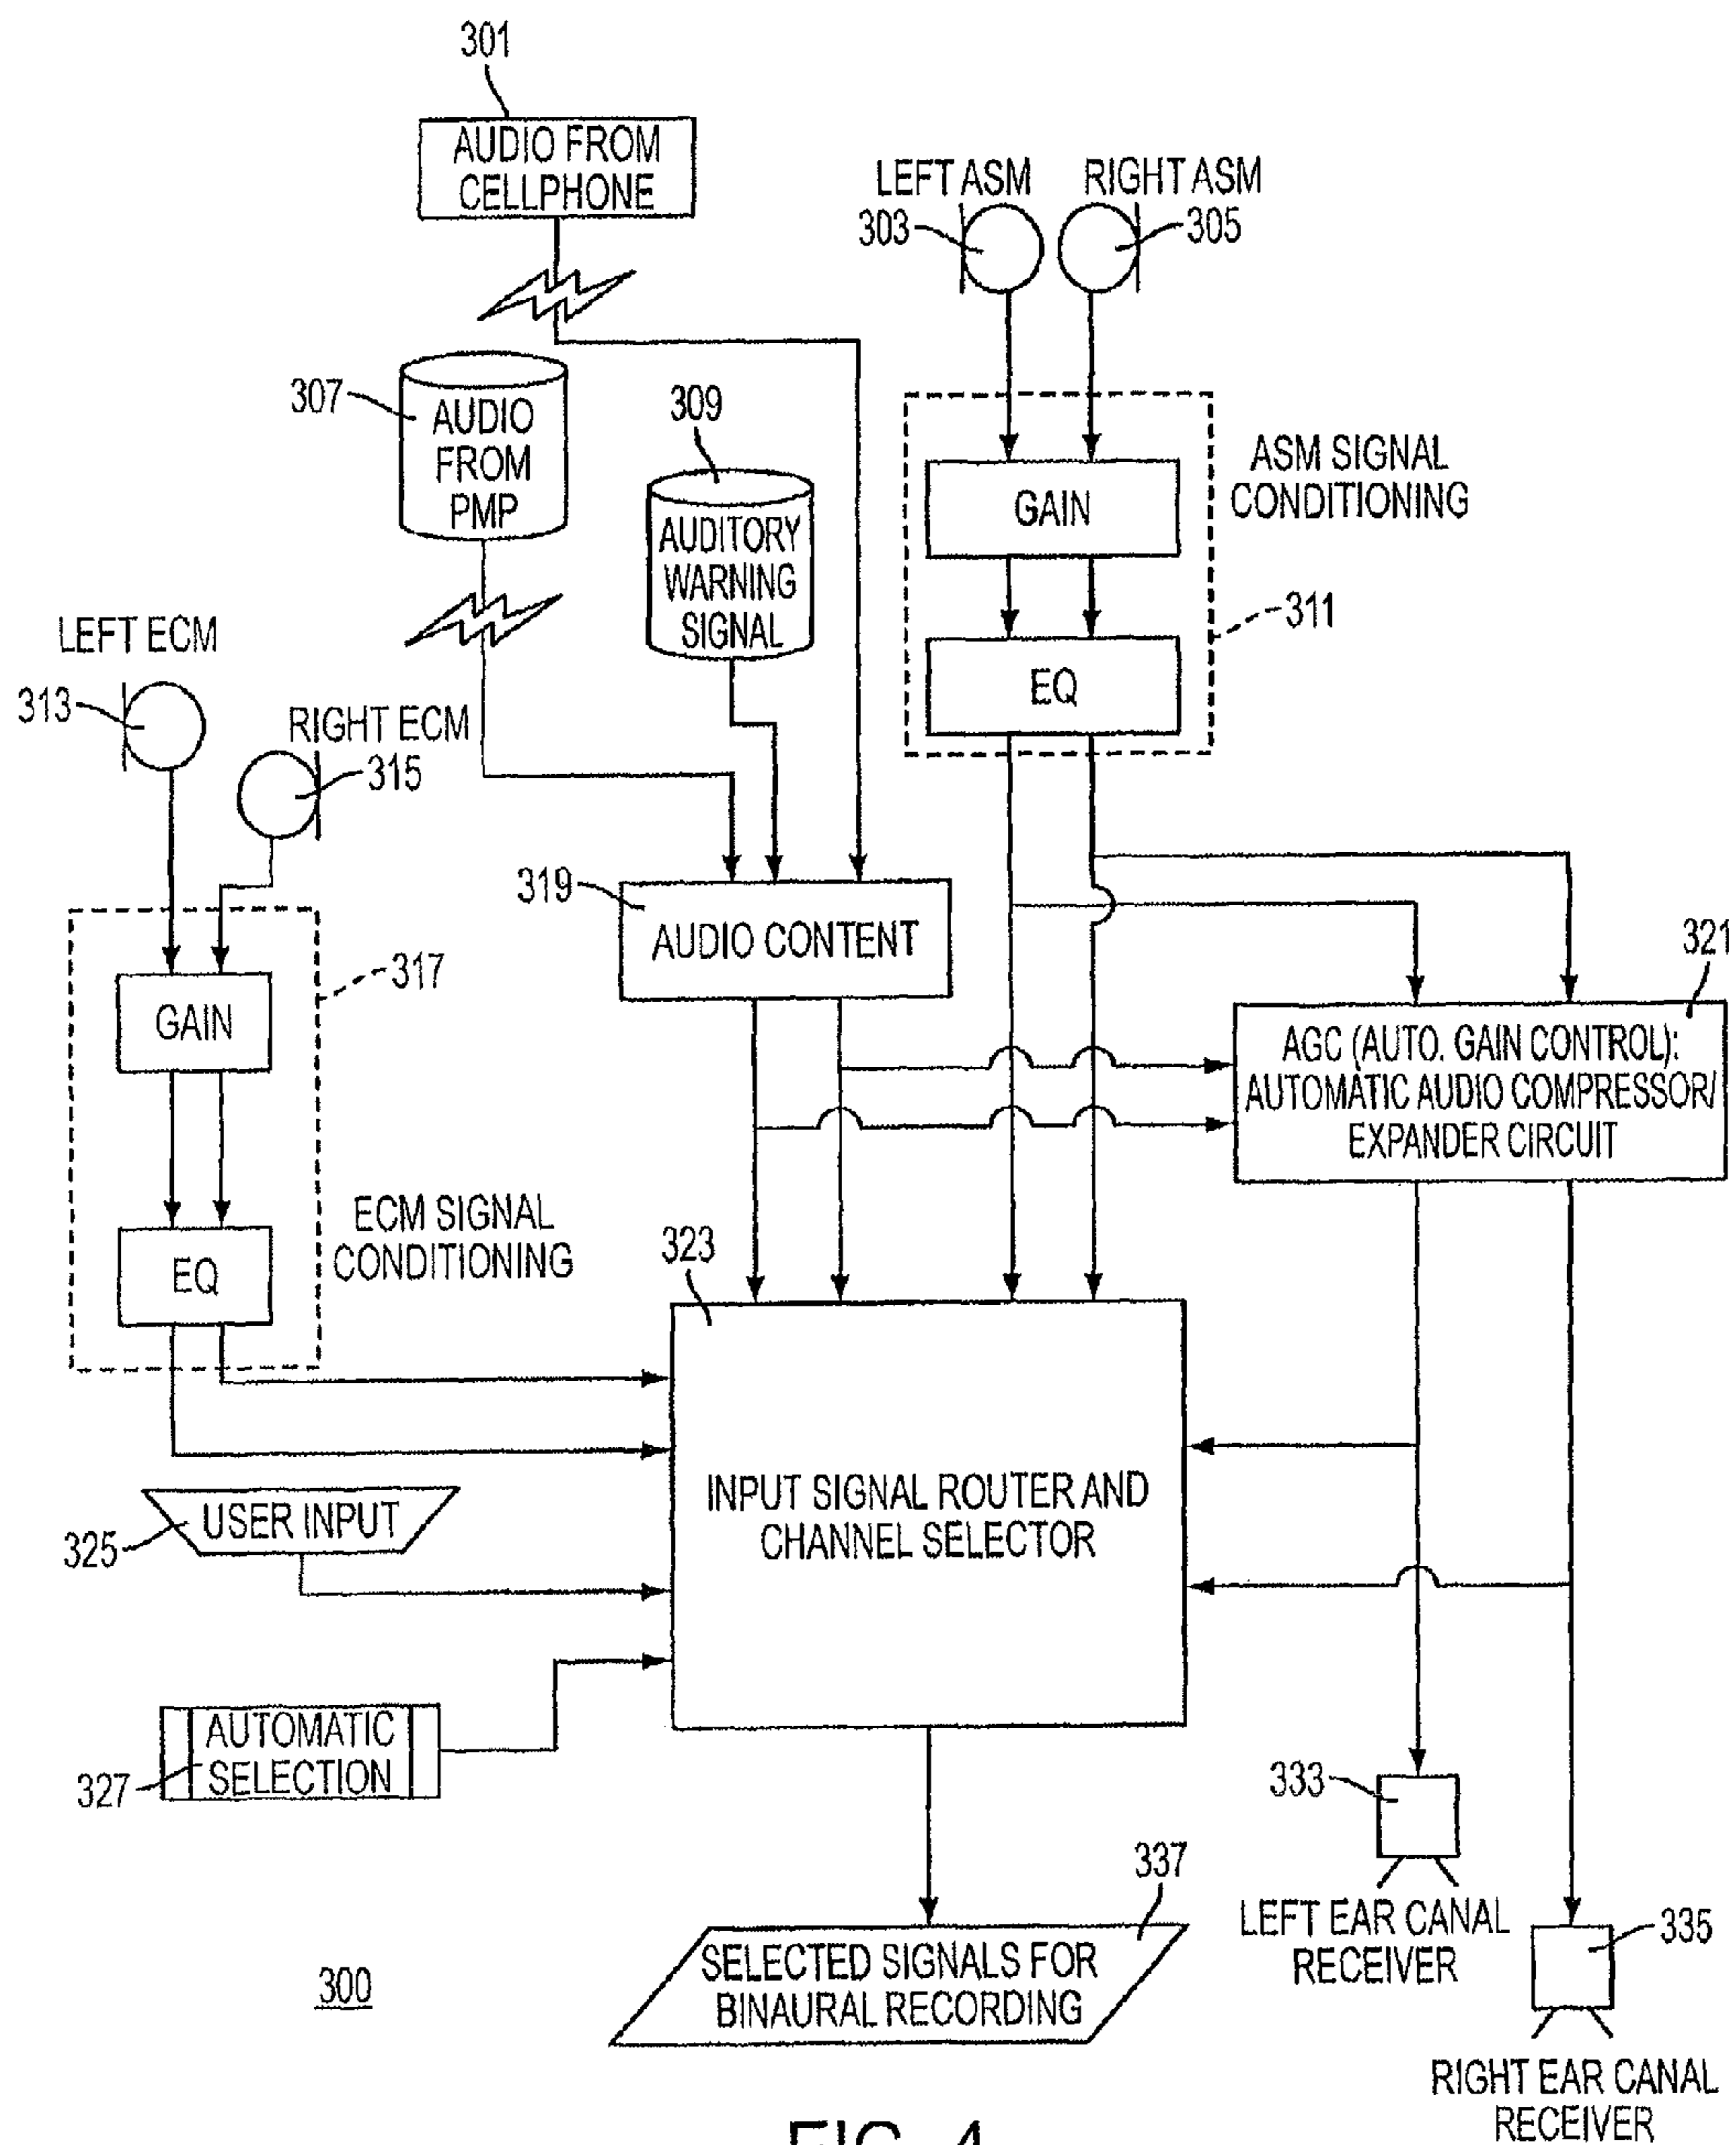 301
AUDIO FROM
CELLPHONE
LEFT ASM
303
RIGHT ASM
305
307
AUDIO
FROM
PMP
309
AUDITORY
WARNING
SIGNAL
GAIN
EQ
ASM SIGNAL
CONDITIONING
311
LEFT ECM
313
RIGHT ECM
315
317
GAIN
EQ
ECM SIGNAL
CONDITIONING
319
AUDIO CONTENT
321
AGC (AUTO. GAIN CONTROL):
AUTOMATIC AUDIO COMPRESSOR/
EXPANDER CIRCUIT
323
INPUT SIGNAL ROUTER AND
CHANNEL SELECTOR
USER INPUT
325
AUTOMATIC
SELECTION
327
333
LEFT EAR CANAL
RECEIVER
335
RIGHT EAR CANAL
RECEIVER
337
SELECTED SIGNALS FOR
BINAURAL RECORDING
300
FIG. 4